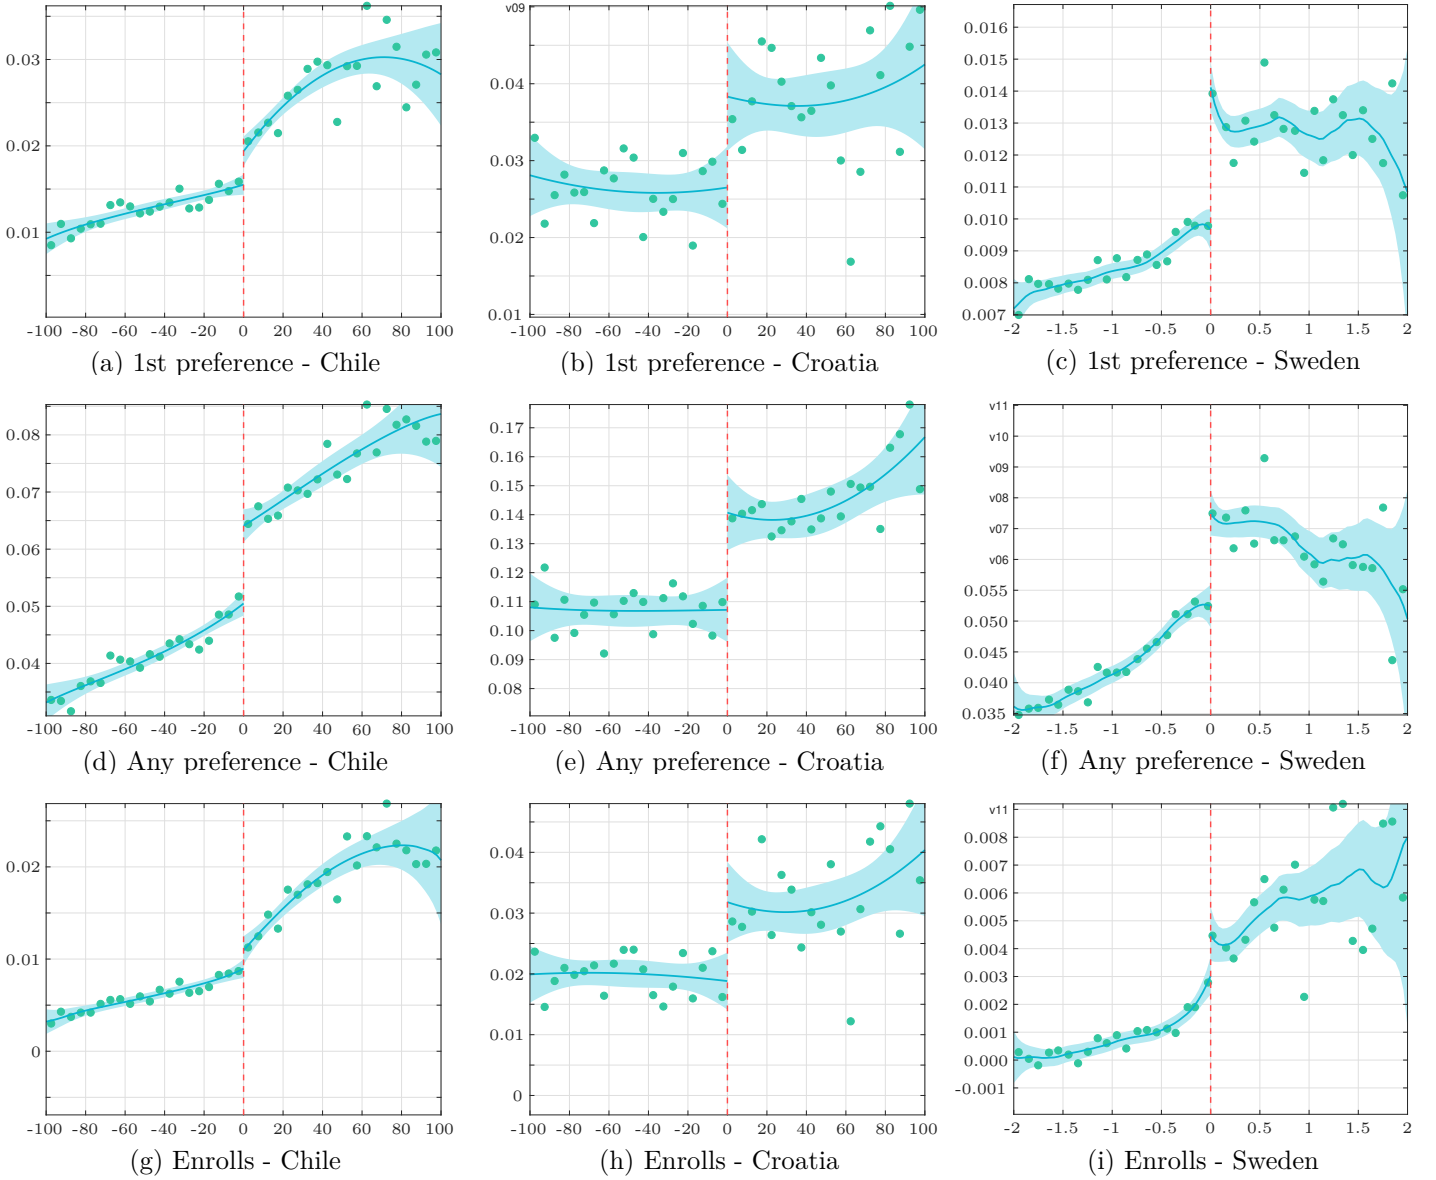 0.03
0.02
0.01
-100 -80 -60 -40 -20 0 20 40 60 80 100
(a) 1st preference - Chile
v09
0.04
0.03
0.02
0.01
-100 -80 -60 -40 -20 0 20 40 60 80 100
(b) 1st preference - Croatia
0.016
0.015
0.014
0.013
0.012
0.011
0.010
0.009
0.008
0.007
-2 -1.5 -1 -0.5 0 0.5 1 1.5 2
(c) 1st preference - Sweden
0.08
0.07
0.06
0.05
0.04
-100 -80 -60 -40 -20 0 20 40 60 80 100
(d) Any preference - Chile
0.17
0.16
0.15
0.14
0.13
0.12
0.11
0.10
0.09
0.08
-100 -80 -60 -40 -20 0 20 40 60 80 100
(e) Any preference - Croatia
v11
v10
v09
v08
v07
v06
0.055
0.050
0.045
0.040
0.035
-2 -1.5 -1 -0.5 0 0.5 1 1.5 2
(f) Any preference - Sweden
0.02
0.01
0
-100 -80 -60 -40 -20 0 20 40 60 80 100
(g) Enrolls - Chile
0.04
0.03
0.02
0.01
0
-100 -80 -60 -40 -20 0 20 40 60 80 100
(h) Enrolls - Croatia
v11
0.008
0.007
0.006
0.005
0.004
0.003
0.002
0.001
0.000
-0.001
-2 -1.5 -1 -0.5 0 0.5 1 1.5 2
(i) Enrolls - Sweden